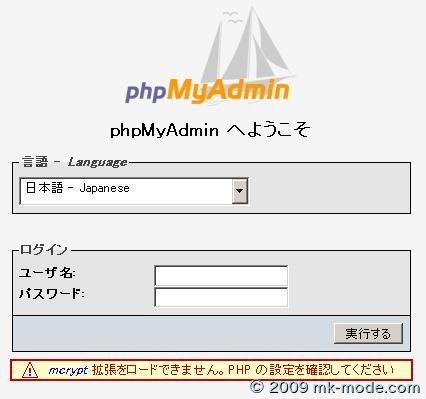 phpMyAdmin
phpMyAdmin へようこそ
言語 - Language
日本語 - Japanese
ログイン
ユーザ名:
パスワード:
実行する
mcrypt 拡張をロードできません。PHP の設定を確認してください
© 2009 mk-mode.com